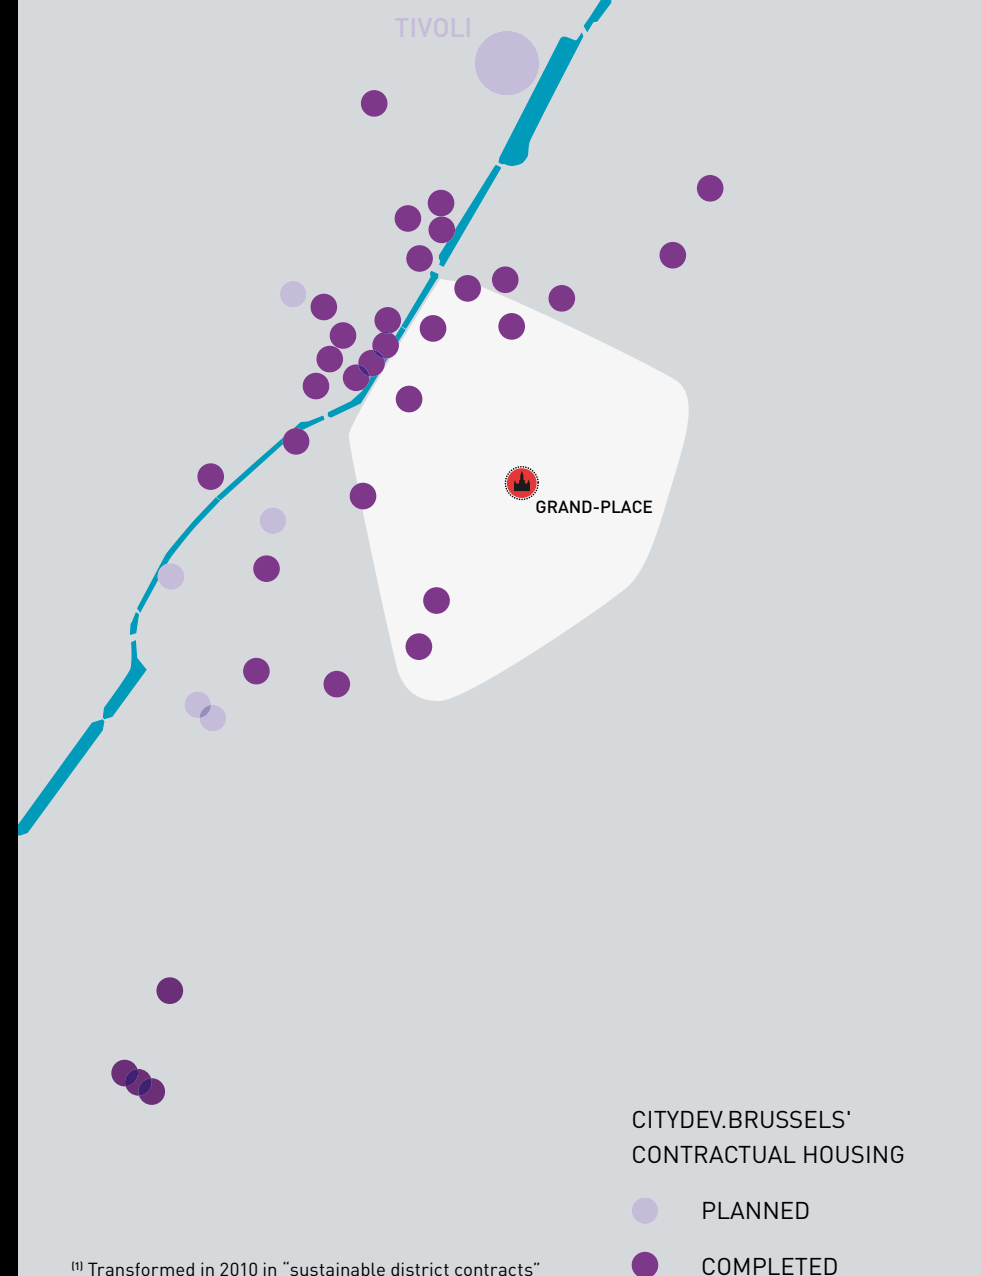 TIVOLI
GRAND-PLACE
CITYDEV.BRUSSELS'
CONTRACTUAL HOUSING
PLANNED
COMPLETED
(1) Transformed in 2010 in “sustainable district contracts”